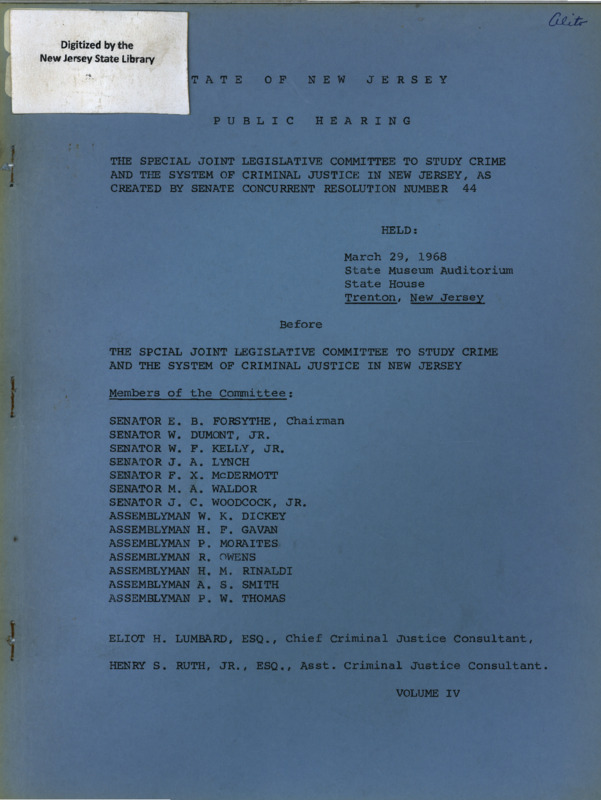 Alito
Digitized by the
New Jersey State Library
TATE OF NEW JERSEY
PUBLIC HEARING
THE SPECIAL JOINT LEGISLATIVE COMMITTEE TO STUDY CRIME
AND THE SYSTEM OF CRIMINAL JUSTICE IN NEW JERSEY, AS
CREATED BY SENATE CONCURRENT RESOLUTION NUMBER 44
HELD:
March 29, 1968
State Museum Auditorium
State House
Trenton, New Jersey
Before
THE SPCIAL JOINT LEGISLATIVE COMMITTEE TO STUDY CRIME
AND THE SYSTEM OF CRIMINAL JUSTICE IN NEW JERSEY
Members of the Committee:
SENATOR E. B. FORSYTHE, Chairman
SENATOR W. DUMONT, JR.
SENATOR W. F. KELLY, JR.
SENATOR J. A. LYNCH
SENATOR F. X. McDERMOTT
SENATOR M. A. WALDOR
SENATOR J. C. WOODCOCK, JR.
ASSEMBLYMAN W. K. DICKEY
ASSEMBLYMAN H. F. GAVAN
ASSEMBLYMAN P. MORAITES
ASSEMBLYMAN R. OWENS
ASSEMBLYMAN H. M. RINALDI
ASSEMBLYMAN A. S. SMITH
ASSEMBLYMAN P. W. THOMAS
ELIOT H. LUMBARD, ESQ., Chief Criminal Justice Consultant,
HENRY S. RUTH, JR., ESQ., Asst. Criminal Justice Consultant.
VOLUME IV